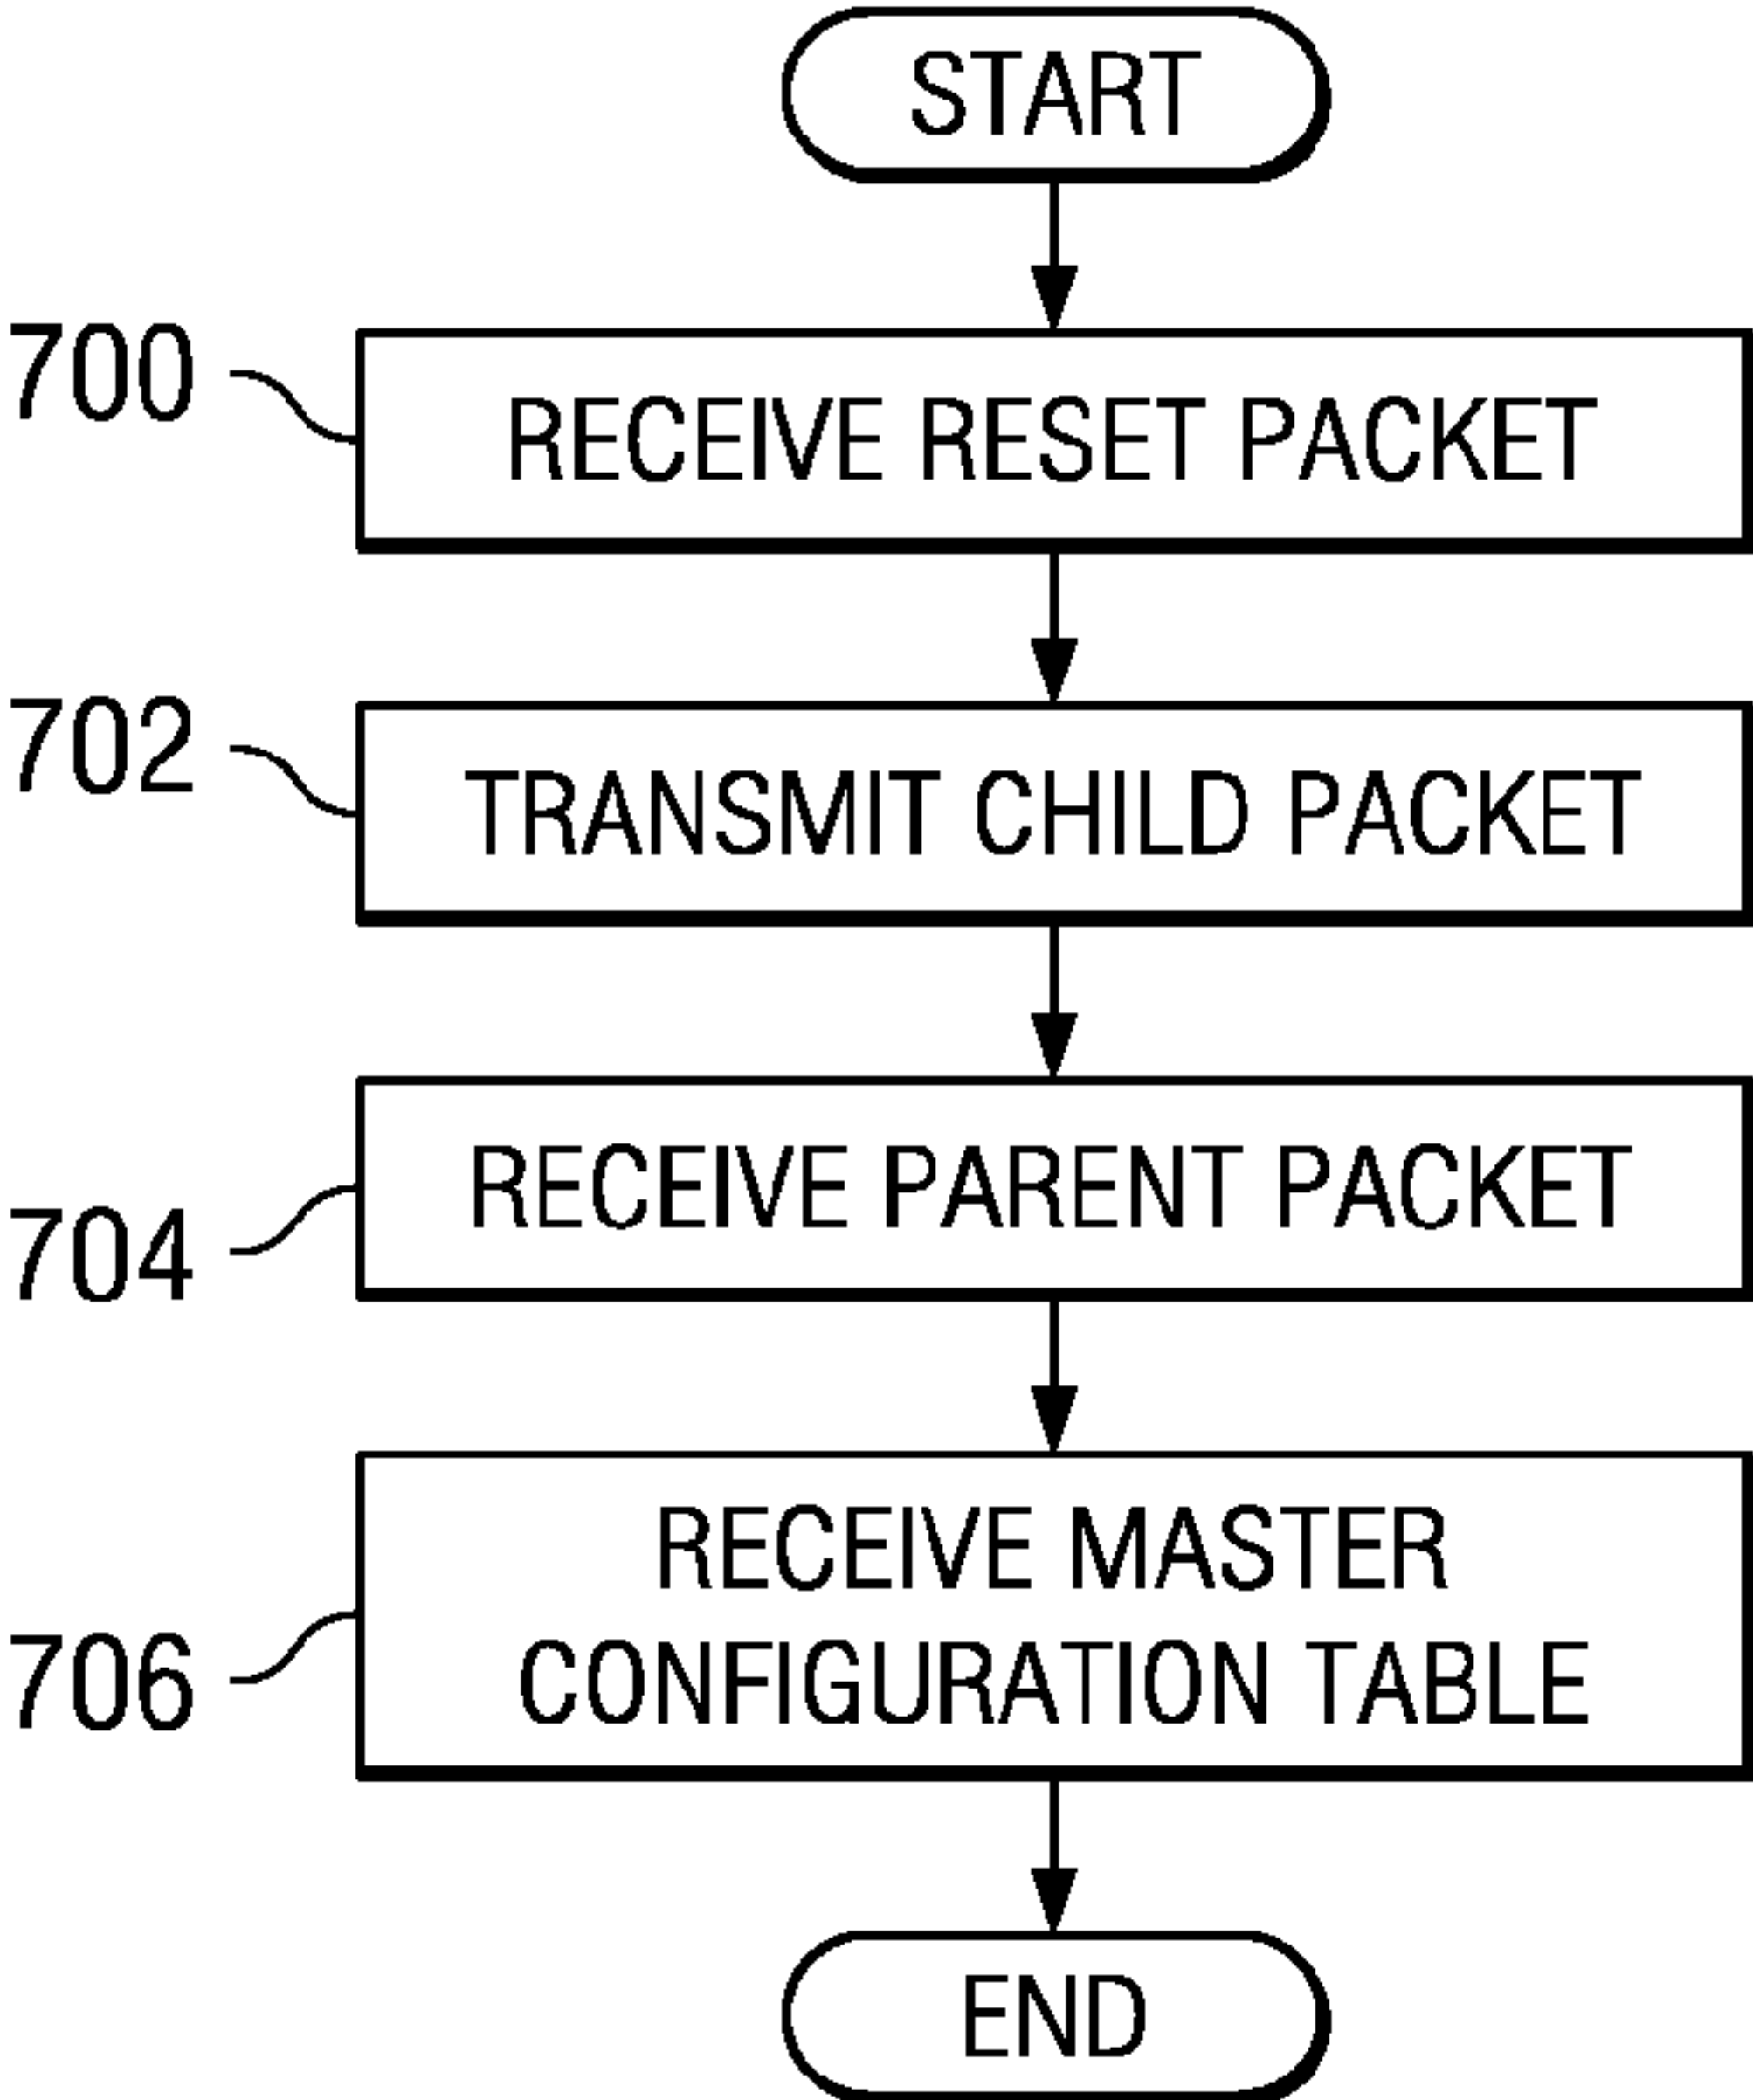 START
700
RECEIVE RESET PACKET
702
TRANSMIT CHILD PACKET
RECEIVE PARENT PACKET
704
RECEIVE MASTER
CONFIGURATION TABLE
706
END